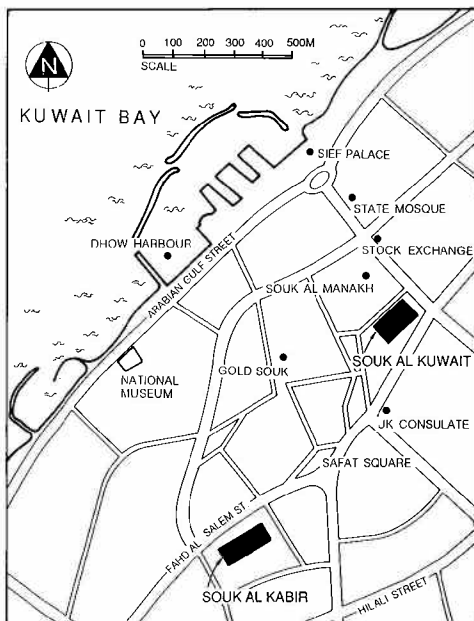 N
0 100 200 300 400 500M
SCALE
KUWAIT BAY
SIEF PALACE
STATE MOSQUE
DHOW HARBOUR
STOCK EXCHANGE
ARABIAN GULF STREET
SOUK AL MANAKH
SOUK AL KUWAIT
GOLD SOUK
NATIONAL
MUSEUM
UK CONSULATE
SAFAT SQUARE
FAHD AL SALEM ST
SOUK AL KABIR
HILALI STREET